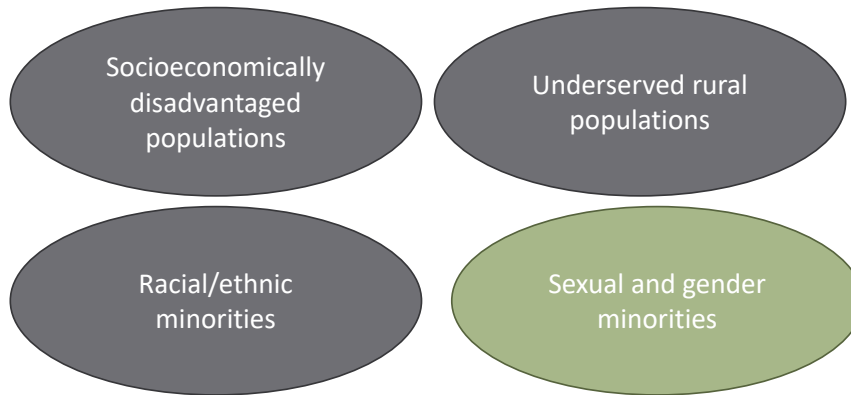 Socioeconomically
disadvantaged
populations
Underserved rural
populations
Racial/ethnic
minorities
Sexual and gender
minorities